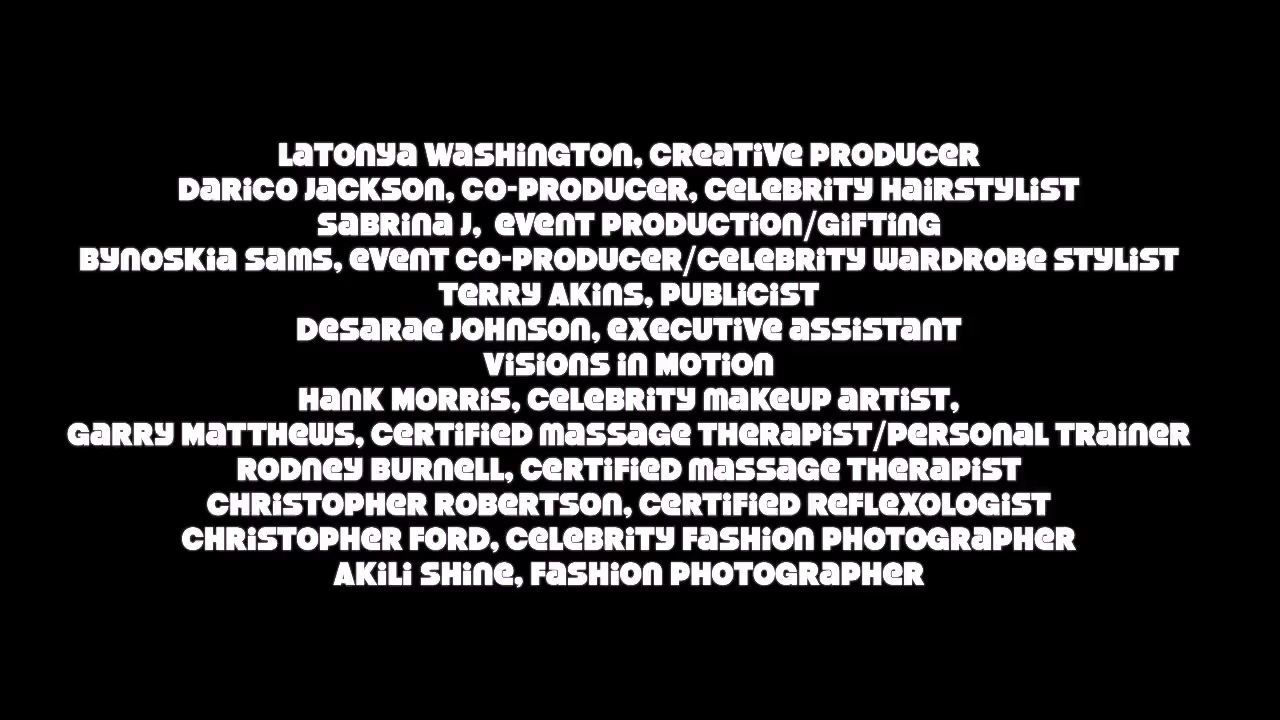 Latonya Washington, Creative Producer
Darico Jackson, Co-Producer, Celebrity Hairstylist
Sabrina J, Event Production/Gifting
Bynoskia Sams, Event Co-Producer/Celebrity Wardrobe Stylist
Terry Akins, Publicist
Desarae Johnson, Executive Assistant
Visions in Motion
Hank Morris, Celebrity Makeup Artist,
Garry Matthews, Certified Massage Therapist/Personal Trainer
Rodney Burnell, Certified Massage Therapist
Christopher Robertson, Certified Reflexologist
Christopher Ford, Celebrity Fashion Photographer
Akili Shine, Fashion Photographer